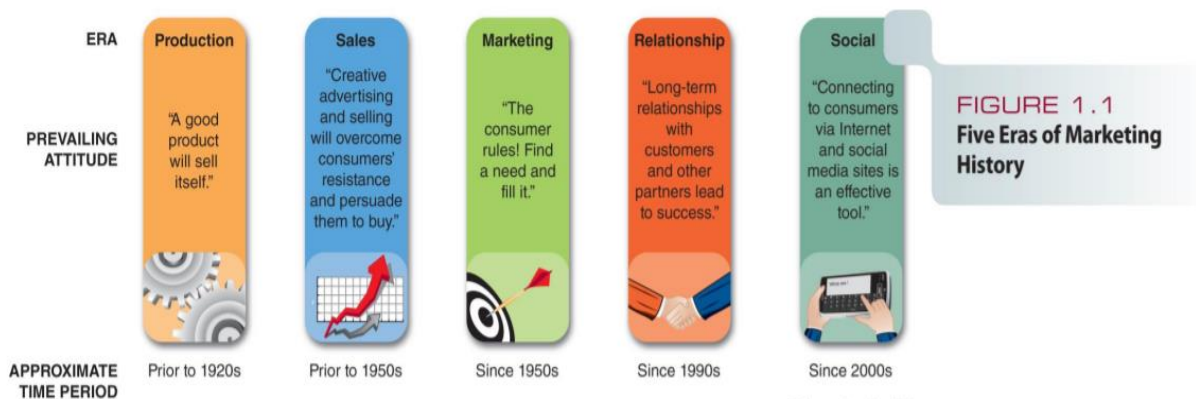 ERA
Production
Sales
Marketing
Relationship
Social
PREVAILING
ATTITUDE
"A good
product
will sell
itself."
"Creative
advertising
and selling
will overcome
consumers'
resistance
and persuade
them to buy."
"The
consumer
rules! Find
a need and
fill it."
"Long-term
relationships
with
customers
and other
partners lead
to success."
"Connecting
to consumers
via Internet
and social
media sites is
an effective
tool."
FIGURE 1.1
Five Eras of Marketing
History
APPROXIMATE
TIME PERIOD
Prior to 1920s
Prior to 1950s
Since 1950s
Since 1990s
Since 2000s